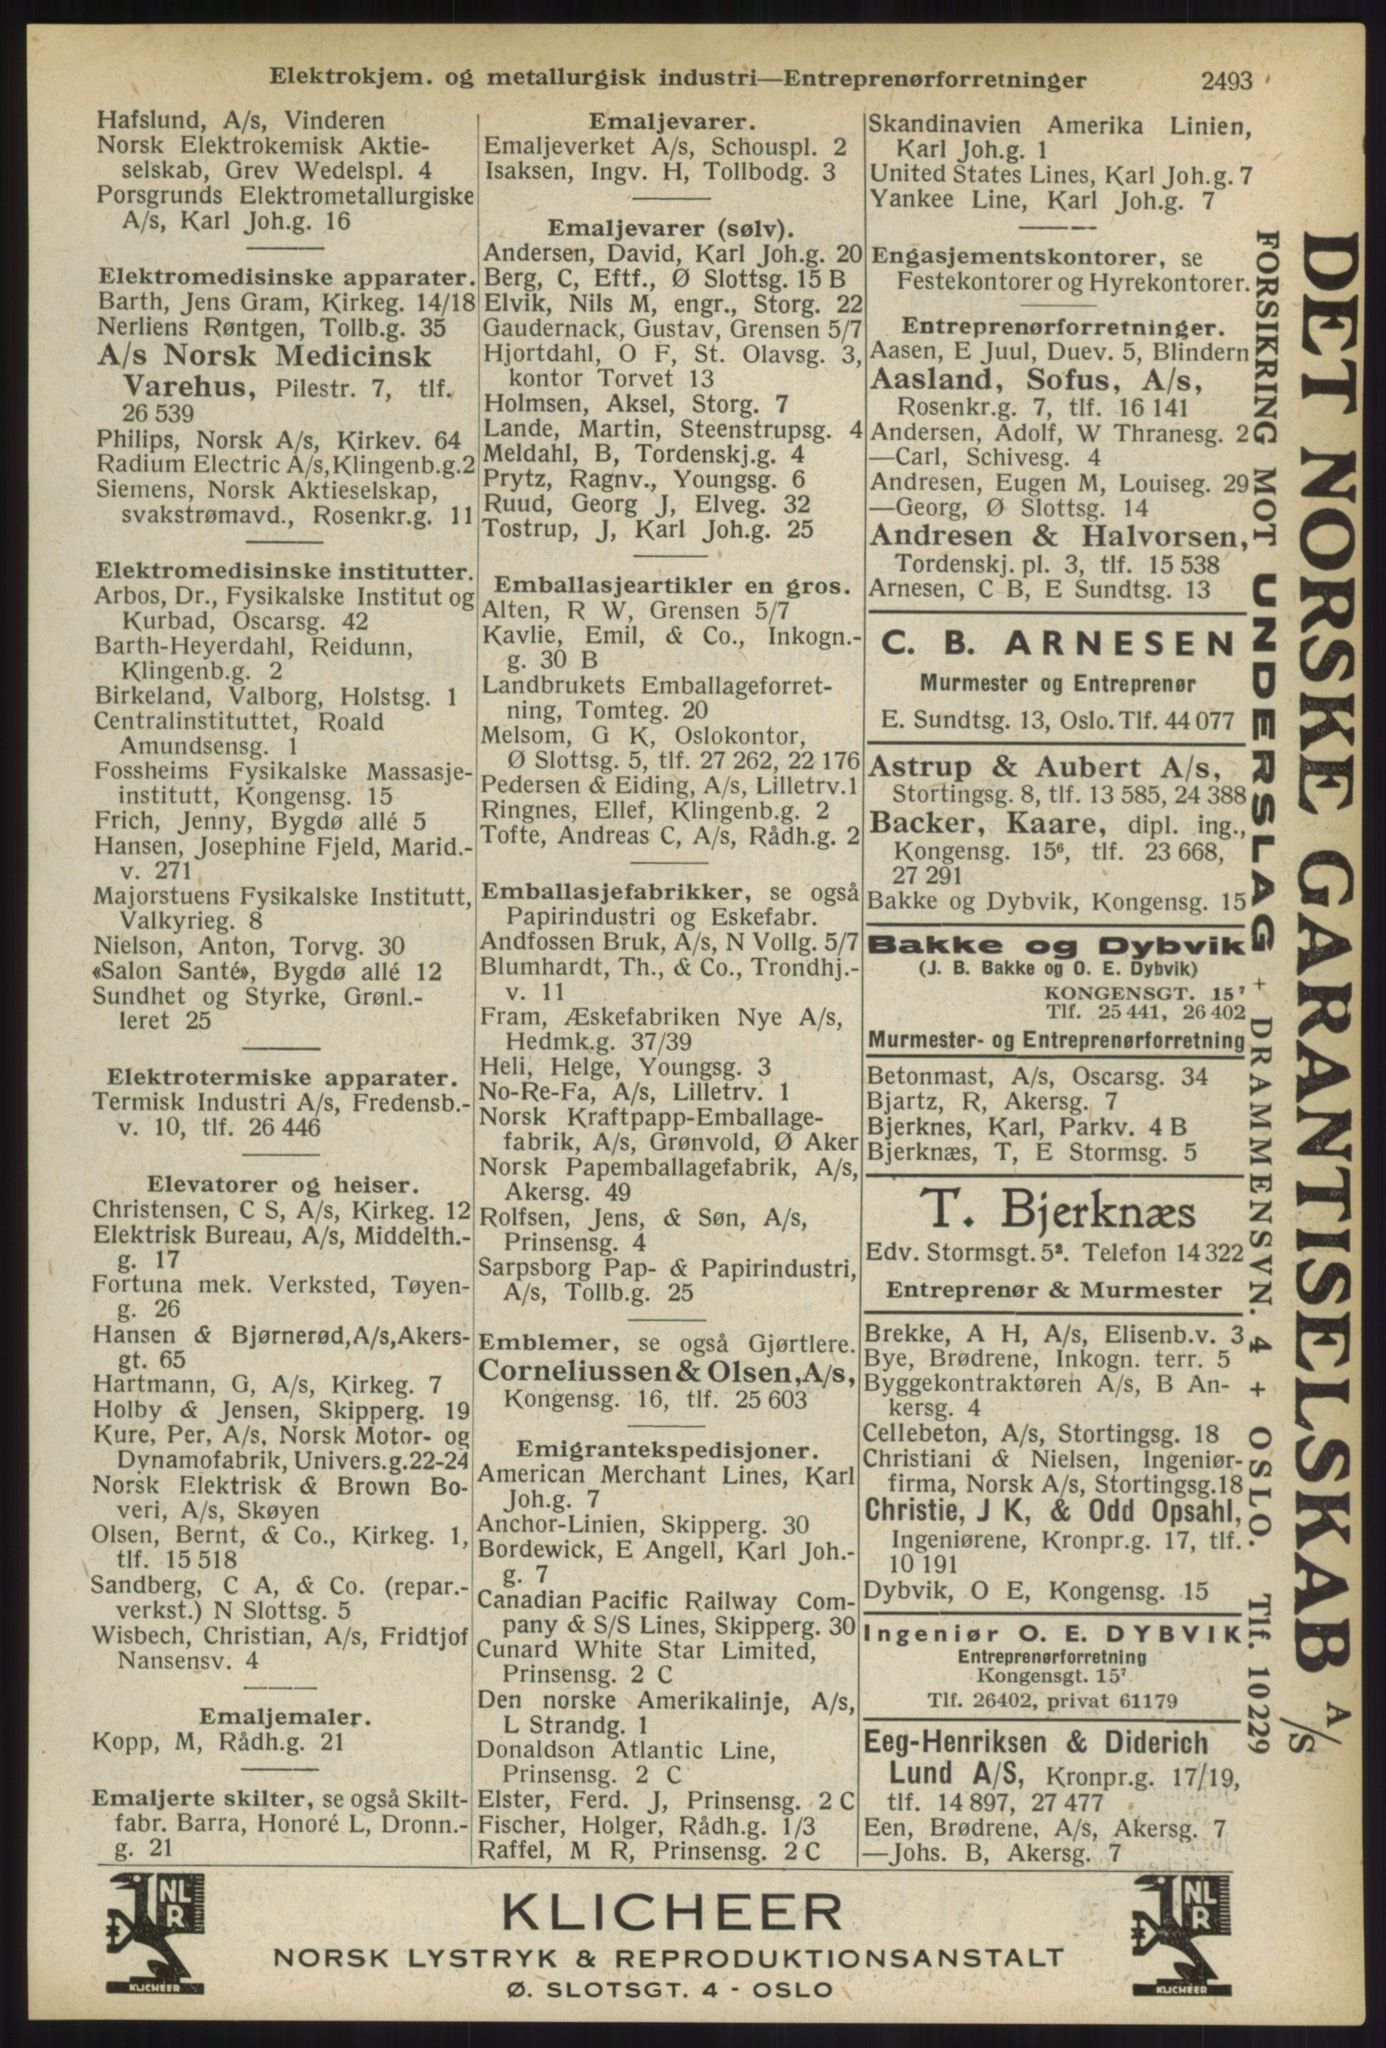 Elektrokjem. og metallurgisk industri—Entreprenørforretninger 2493
Hafslund, A/s, Vinderen
Norsk Elektrokemisk Aktie-
selskab, Grev Wedelspl. 4
Porsgrunds Elektrometallurgiske
A/s, Karl Joh.g. 16
Elektromedisinske apparater.
Barth, Jens Gram, Kirkeg. 14/18
Nerliens Røntgen, Tollb.g. 35
A/s Norsk Medicinsk
Varehus, Pilestr. 7, tlf.
26 539
Philips, Norsk A/s, Kirkev. 64
Radium Electric A/s, Klingenb.g.2
Siemens, Norsk Aktieselskap,
svakstrømavd., Rosenkr.g. 11
Elektromedisinske institutter.
Arbos, Dr., Fysikalske Institut og
Kurbad, Oscarsg. 42
Barth-Heyerdahl, Reidunn,
Klingenb.g. 2
Birkeland, Valborg, Holstsg. 1
Centralinstituttet, Roald
Amundsensg. 1
Fossheims Fysikalske Massasje-
institutt, Kongensg. 15
Frich, Jenny, Bygdø allé 5
Hansen, Josephine Fjeld, Marid.-
v. 271
Majorstuens Fysikalske Institutt,
Valkyrieg. 8
Nielson, Anton, Torvg. 30
«Salon Santé», Bygdø allé 12
Sundhet og Styrke, Grønl.-
leret 25
Elektrotermiske apparater.
Termisk Industri A/s, Fredensb.-
v. 10, tlf. 26 446
Elevatorer og heiser.
Christensen, C S, A/s, Kirkeg. 12
Elektrisk Bureau, A/s, Middelth.-
g. 17
Fortuna mek. Verksted, Tøyen-
g. 26
Hansen & Bjørnerød, A/s, Akers-
gt. 65
Hartmann, G, A/s, Kirkeg. 7
Holby & Jensen, Skipperg. 19
Kure, Per, A/s, Norsk Motor- og
Dynamofabrik, Univers.g.22-24
Norsk Elektrisk & Brown Bo-
veri, A/s, Skøyen
Olsen, Bernt, & Co., Kirkeg. 1,
tlf. 15 518
Sandberg, C A, & Co. (repar.-
verkst.) N Slottsg. 5
Wisbech, Christian, A/s, Fridtjof
Nansensv. 4
Emaljemaler.
Kopp, M, Rådh.g. 21
Emaljerte skilter, se også Skilt-
fabr. Barra, Honoré L, Dronn.-
g. 21
Emaljevarer.
Emaljeverket A/s, Schouspl. 2
Isaksen, Ingv. H, Tollbodg. 3
Emaljevarer (sølv).
Andersen, David, Karl Joh.g. 20
Berg, C, Eftf., Ø Slottsg. 15 B
Elvik, Nils M, engr., Storg. 22
Gaudernack, Gustav, Grensen 5/7
Hjortdahl, O F, St. Olavsg. 3,
kontor Torvet 13
Holmsen, Aksel, Storg. 7
Lande, Martin, Steenstrupsg. 4
Meldahl, B, Tordenskj.g. 4
Prytz, Ragnv., Youngsg. 6
Ruud, Georg J, Elveg. 32
Tostrup, J, Karl Joh.g. 25
Emballasjeartikler en gros.
Alten, R W, Grensen 5/7
Kavlie, Emil, & Co., Inkogn.-
g. 30 B
Landbrukets Emballageforret-
ning, Tomteg. 20
Melsom, G K, Oslokontor,
Ø Slottsg. 5, tlf. 27 262, 22 176
Pedersen & Eiding, A/s, Lilletrv.1
Ringnes, Ellef, Klingenb.g. 2
Tofte, Andreas C, A/s, Rådh.g. 2
Emballasjefabrikker, se også
Papirindustri og Eskefabr.
Andfossen Bruk, A/s, N Vollg. 5/7
Blumhardt, Th., & Co., Trondhj.-
v. 11
Fram, Æskefabriken Nye A/s,
Hedmk.g. 37/39
Heli, Helge, Youngsg. 3
No-Re-Fa, A/s, Lilletrv. 1
Norsk Kraftpapp-Emballage-
fabrik, A/s, Grønvold, Ø Aker
Norsk Papemballagefabrik, A/s,
Akersg. 49
Rolfsen, Jens, & Søn, A/s,
Prinsensg. 4
Sarpsborg Pap- & Papirindustri,
A/s, Tollb.g. 25
Emblemer, se også Gjørtlere.
Corneliussen & Olsen, A/s,
Kongensg. 16, tlf. 25 603
Emigrantekspedisjoner.
American Merchant Lines, Karl
Joh.g. 7
Anchor-Linien, Skipperg. 30
Bordewick, E Angell, Karl Joh.-
g. 7
Canadian Pacific Railway Com-
pany & S/S Lines, Skipperg. 30
Cunard White Star Limited,
Prinsensg. 2 C
Den norske Amerikalinje, A/s,
L Strandg. 1
Donaldson Atlantic Line,
Prinsensg. 2 C
Elster, Ferd. J, Prinsensg. 2 C
Fischer, Holger, Rådh.g. 1/3
Raffel, M R, Prinsensg. 2 C
Skandinavien Amerika Linien,
Karl Joh.g. 1
United States Lines, Karl Joh.g. 7
Yankee Line, Karl Joh.g. 7
Engasjementskontorer, se
Festekontorer og Hyrekontorer.
Entreprenørforretninger.
Aasen, E Juul, Duev. 5, Blindern
Aasland, Sofus, A/s,
Rosenkr.g. 7, tlf. 16 141
Andersen, Adolf, W Thranesg. 2
—Carl, Schivesg. 4
Andresen, Eugen M, Louiseg. 29
—Georg, Ø Slottsg. 14
Andresen & Halvorsen,
Tordenskj. pl. 3, tlf. 15 538
Arnesen, C B, E Sundtsg. 13
C. B. ARNESEN
Murmester og Entreprenør
E. Sundtsg. 13, Oslo. Tlf. 44 077
Astrup & Aubert A/s,
Stortingsg. 8, tlf. 13 585, 24 388
Backer, Kaare, dipl. ing.,
Kongensg. 15⁶, tlf. 23 668,
27 291
Bakke og Dybvik, Kongensg. 15
Bakke og Dybvik
(J. B. Bakke og O. E. Dybvik)
KONGENSGT. 15⁷
Tlf. 25 441, 26 402
Murmester- og Entreprenørforretning
Betonmast, A/s, Oscarsg. 34
Bjartz, R, Akersg. 7
Bjerknes, Karl, Parkv. 4 B
Bjerknæs, T, E Stormsg. 5
T. Bjerknæs
Edv. Stormsgt. 5². Telefon 14 322
Entreprenør & Murmester
Brekke, A H, A/s, Elisenb.v. 3
Bye, Brødrene, Inkogn. terr. 5
Byggekontraktøren A/s, B An-
kersg. 4
Cellebeton, A/s, Stortingsg. 18
Christiani & Nielsen, Ingeniør-
firma, Norsk A/s, Stortingsg.18
Christie, J K, & Odd Opsahl,
Ingeniørene, Kronpr.g. 17, tlf.
10 191
Dybvik, O E, Kongensg. 15
Ingeniør O. E. DYBVIK
Entreprenørforretning
Kongensgt. 15⁷
Tlf. 26402, privat 61179
Eeg-Henriksen & Diderich
Lund A/S, Kronpr.g. 17/19,
tlf. 14 897, 27 477
Een, Brødrene, A/s, Akersg. 7
—Johs. B, Akersg. 7
DET NORSKE GARANTISELSKAB A/S
FORSIKRING MOT UNDERSLAG + DRAMMENSVN. 4 + OSLO. Tlf. 10 229
NLR
KLICHEER
KLICHEER
NORSK LYSTRYK & REPRODUKTIONSANSTALT
Ø. SLOTSGT. 4 - OSLO
NLR
KLICHEER